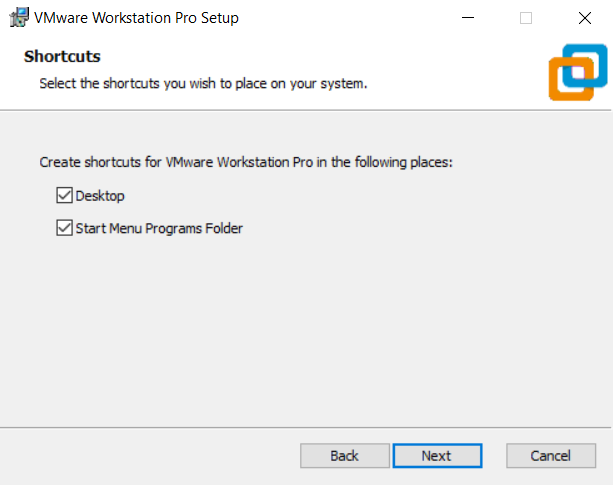 VMware Workstation Pro Setup
Shortcuts
Select the shortcuts you wish to place on your system.
Create shortcuts for VMware Workstation Pro in the following places:
Desktop
Start Menu Programs Folder
Back Next Cancel